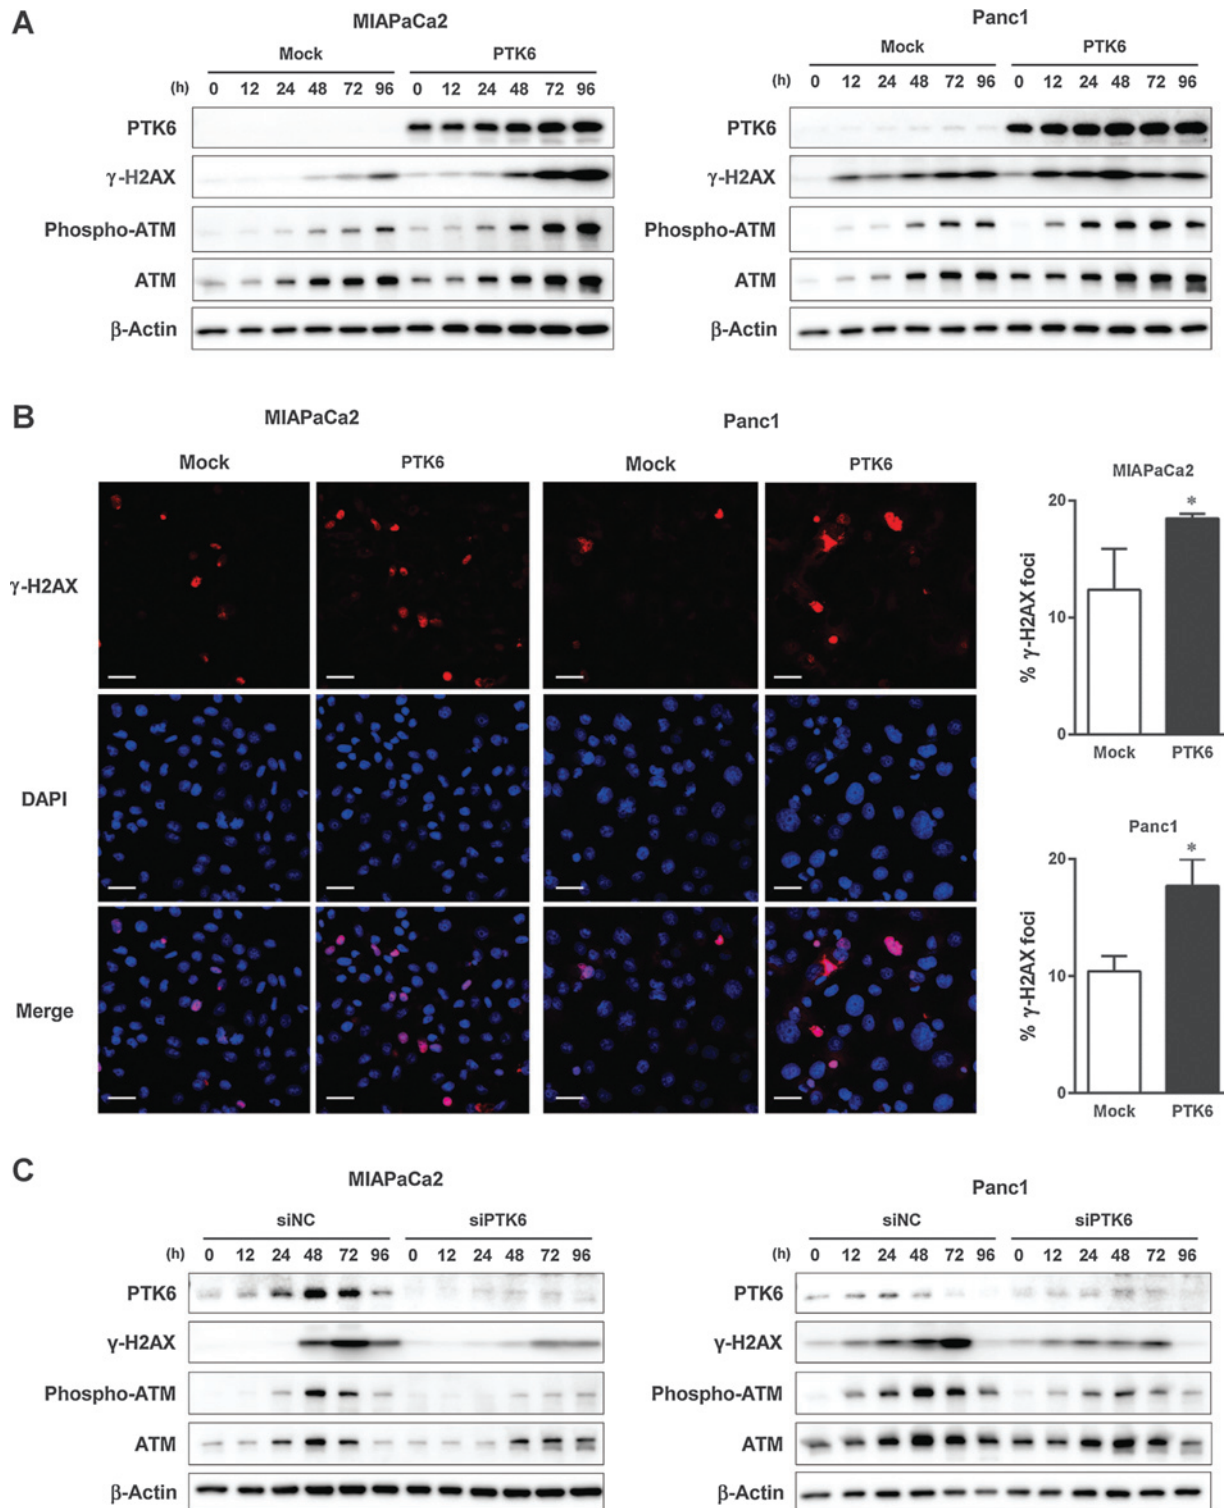 A
MIAPaCa2
Mock PTK6
(h) 0 12 24 48 72 96 0 12 24 48 72 96
PTK6
γ-H2AX
Phospho-ATM
ATM
β-Actin
Panc1
Mock PTK6
(h) 0 12 24 48 72 96 0 12 24 48 72 96
PTK6
γ-H2AX
Phospho-ATM
ATM
β-Actin
B
MIAPaCa2 Panc1
Mock PTK6 Mock PTK6
γ-H2AX
DAPI
Merge
MIAPaCa2
% γ-H2AX foci
20
*
10
0
Mock PTK6
Panc1
% γ-H2AX foci
20
*
10
0
Mock PTK6
C
MIAPaCa2
siNC siPTK6
(h) 0 12 24 48 72 96 0 12 24 48 72 96
PTK6
γ-H2AX
Phospho-ATM
ATM
β-Actin
Panc1
siNC siPTK6
(h) 0 12 24 48 72 96 0 12 24 48 72 96
PTK6
γ-H2AX
Phospho-ATM
ATM
β-Actin